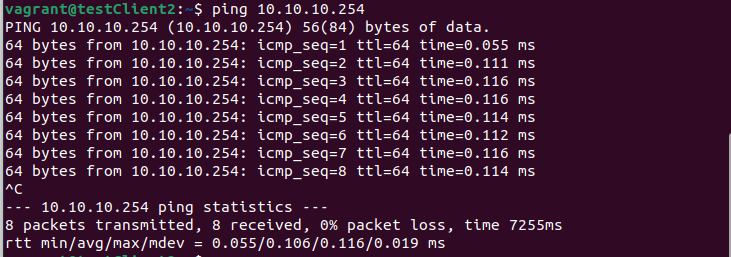 vagrant@testClient2:~$ ping 10.10.10.254
PING 10.10.10.254 (10.10.10.254) 56(84) bytes of data.
64 bytes from 10.10.10.254: icmp_seq=1 ttl=64 time=0.055 ms
64 bytes from 10.10.10.254: icmp_seq=2 ttl=64 time=0.111 ms
64 bytes from 10.10.10.254: icmp_seq=3 ttl=64 time=0.116 ms
64 bytes from 10.10.10.254: icmp_seq=4 ttl=64 time=0.116 ms
64 bytes from 10.10.10.254: icmp_seq=5 ttl=64 time=0.114 ms
64 bytes from 10.10.10.254: icmp_seq=6 ttl=64 time=0.112 ms
64 bytes from 10.10.10.254: icmp_seq=7 ttl=64 time=0.116 ms
64 bytes from 10.10.10.254: icmp_seq=8 ttl=64 time=0.114 ms
^C
--- 10.10.10.254 ping statistics ---
8 packets transmitted, 8 received, 0% packet loss, time 7255ms
rtt min/avg/max/mdev = 0.055/0.106/0.116/0.019 ms